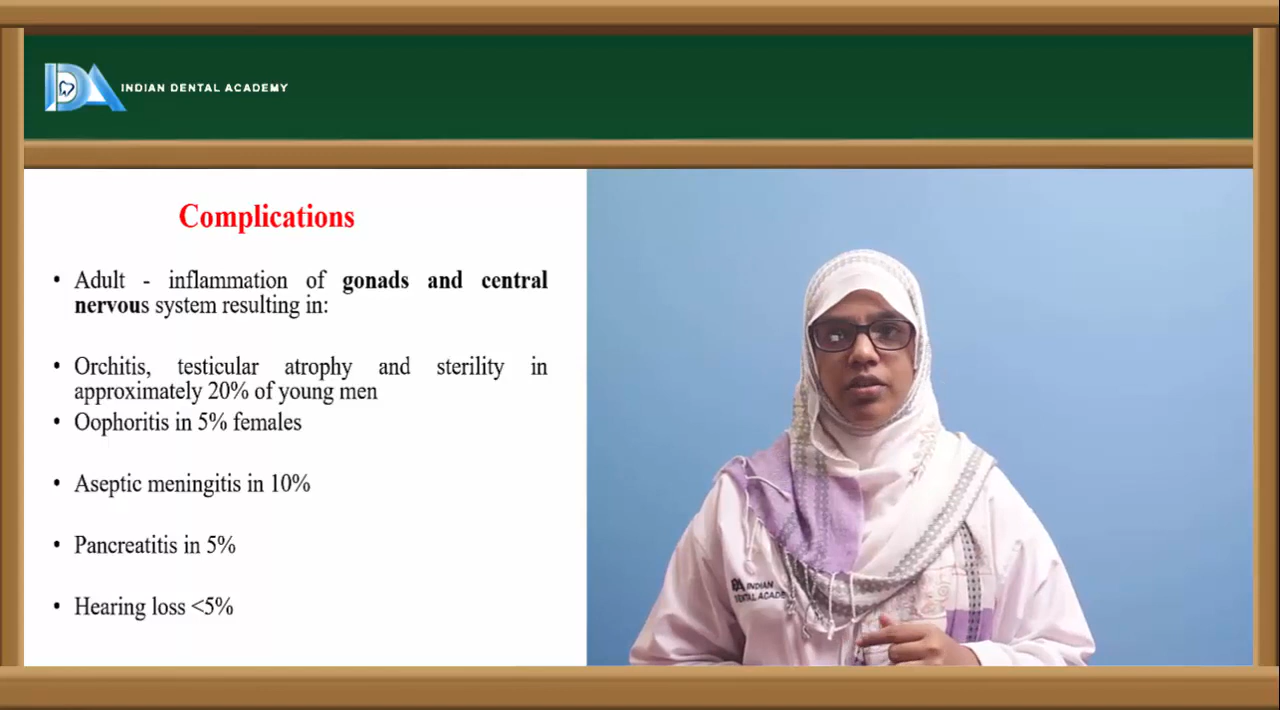 INDIAN DENTAL ACADEMY
Complications
• Adult - inflammation of gonads and central
nervous system resulting in:
• Orchitis, testicular atrophy and sterility in
approximately 20% of young men
• Oophoritis in 5% females
• Aseptic meningitis in 10%
• Pancreatitis in 5%
• Hearing loss <5%
INDIAN
DENTAL